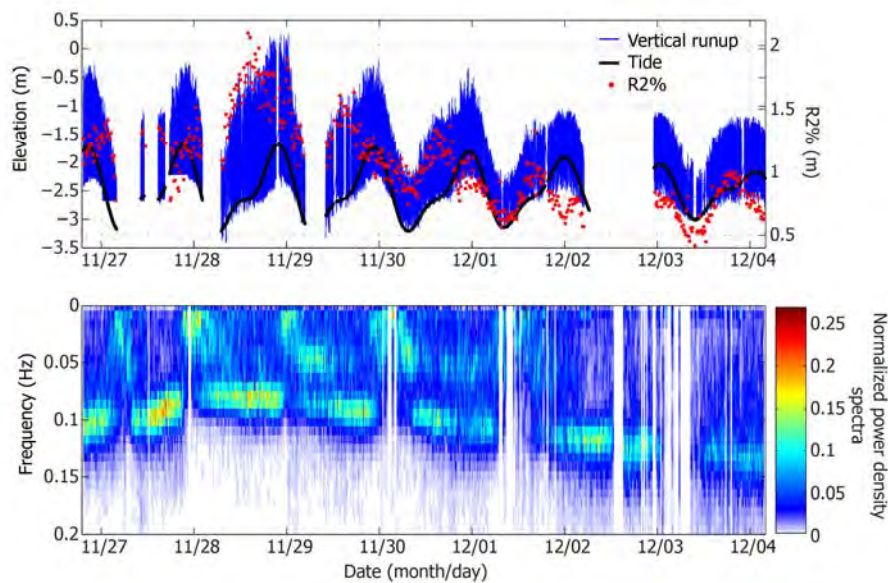 0.5
0
−0.5
−1
−1.5
−2
−2.5
−3
−3.5
Elevation (m)
Vertical runup
Tide
R2%
2
1.5
1
0.5
R2% (m)
11/27 11/28 11/29 11/30 12/01 12/02 12/03 12/04
0
0.05
0.1
0.15
0.2
Frequency (Hz)
0.25
0.2
0.15
0.1
0.05
0
Normalized power density
spectra
11/27 11/28 11/29 11/30 12/01 12/02 12/03 12/04
Date (month/day)